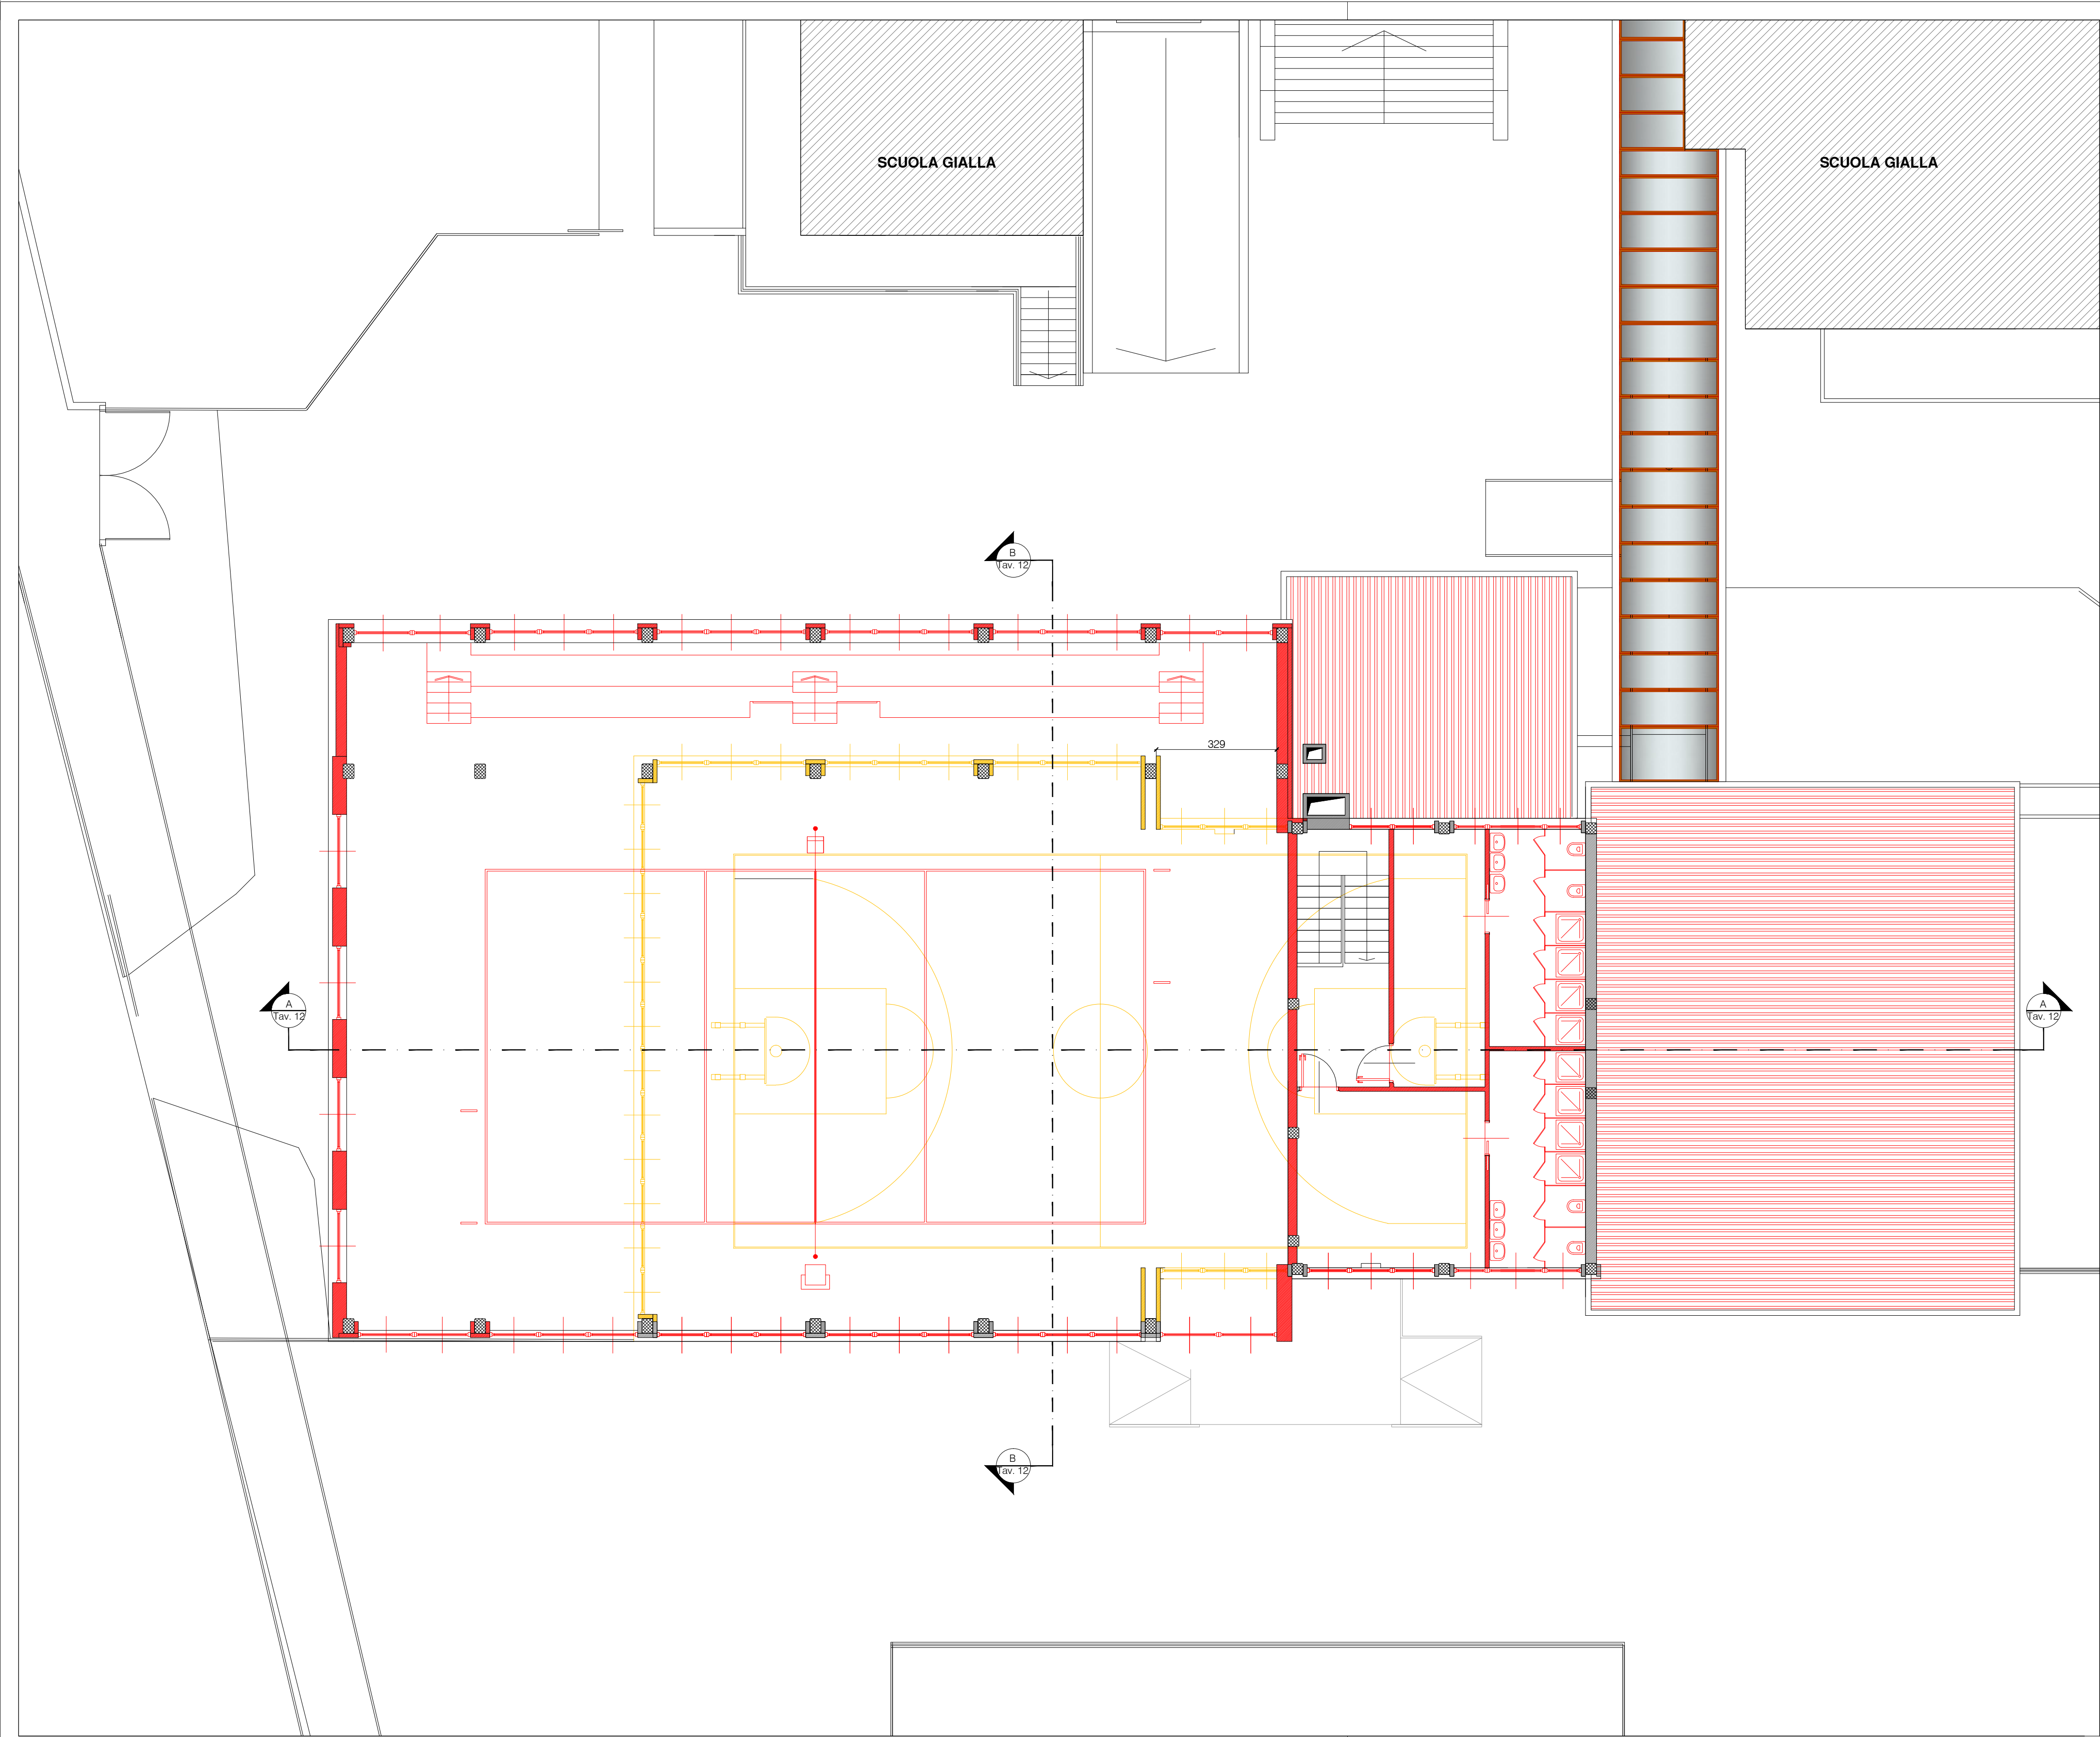 SCUOLA GIALLA
SCUOLA GIALLA
B
Tav. 12
329
A
Tav. 12
A
Tav. 12
B
Tav. 12